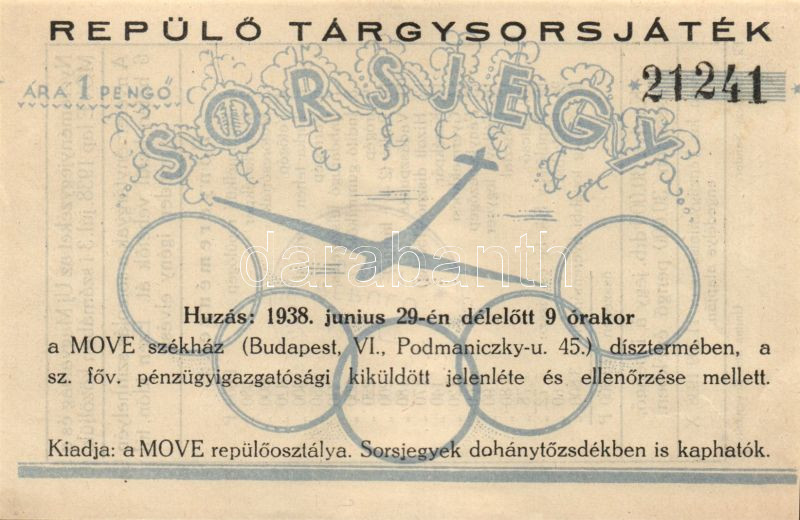 REPÜLŐ TÁRGYSORSJÁTÉK
ÁRA 1 PENGŐ
21241
SORSJEGY
darabanth
Huzás: 1938. junius 29-én délelőtt 9 órakor
a MOVE székház (Budapest, VI., Podmaniczky-u. 45.) dísztermében, a
sz. főv. pénzügyigazgatósági kiküldött jelenléte és ellenőrzése mellett.
Kiadja: a MOVE repülőosztálya. Sorsjegyek dohánytőzsdékben is kaphatók.